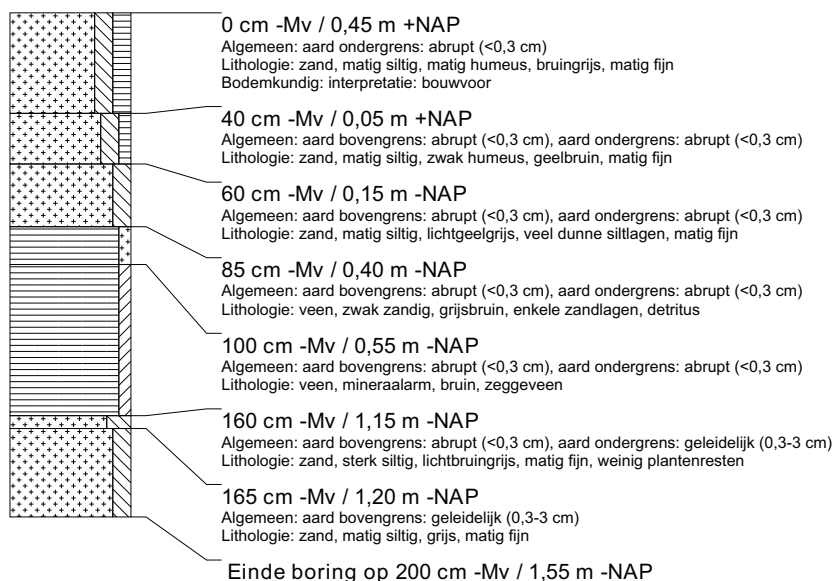 0 cm -Mv / 0,45 m +NAP
Algemeen: aard ondergrens: abrupt (<0,3 cm)
Lithologie: zand, matig siltig, matig humeus, bruingrijs, matig fijn
Bodemkundig: interpretatie: bouwvoor
40 cm -Mv / 0,05 m +NAP
Algemeen: aard bovengrens: abrupt (<0,3 cm), aard ondergrens: abrupt (<0,3 cm)
Lithologie: zand, matig siltig, zwak humeus, geelbruin, matig fijn
60 cm -Mv / 0,15 m -NAP
Algemeen: aard bovengrens: abrupt (<0,3 cm), aard ondergrens: abrupt (<0,3 cm)
Lithologie: zand, matig siltig, lichtgeelgrijs, veel dunne siltlagen, matig fijn
85 cm -Mv / 0,40 m -NAP
Algemeen: aard bovengrens: abrupt (<0,3 cm), aard ondergrens: abrupt (<0,3 cm)
Lithologie: veen, zwak zandig, grijsbruin, enkele zandlagen, detritus
100 cm -Mv / 0,55 m -NAP
Algemeen: aard bovengrens: abrupt (<0,3 cm), aard ondergrens: abrupt (<0,3 cm)
Lithologie: veen, mineraalarm, bruin, zeggeveen
160 cm -Mv / 1,15 m -NAP
Algemeen: aard bovengrens: abrupt (<0,3 cm), aard ondergrens: geleidelijk (0,3-3 cm)
Lithologie: zand, sterk siltig, lichtbruingrijs, matig fijn, weinig plantenresten
165 cm -Mv / 1,20 m -NAP
Algemeen: aard bovengrens: geleidelijk (0,3-3 cm)
Lithologie: zand, matig siltig, grijs, matig fijn
Einde boring op 200 cm -Mv / 1,55 m -NAP